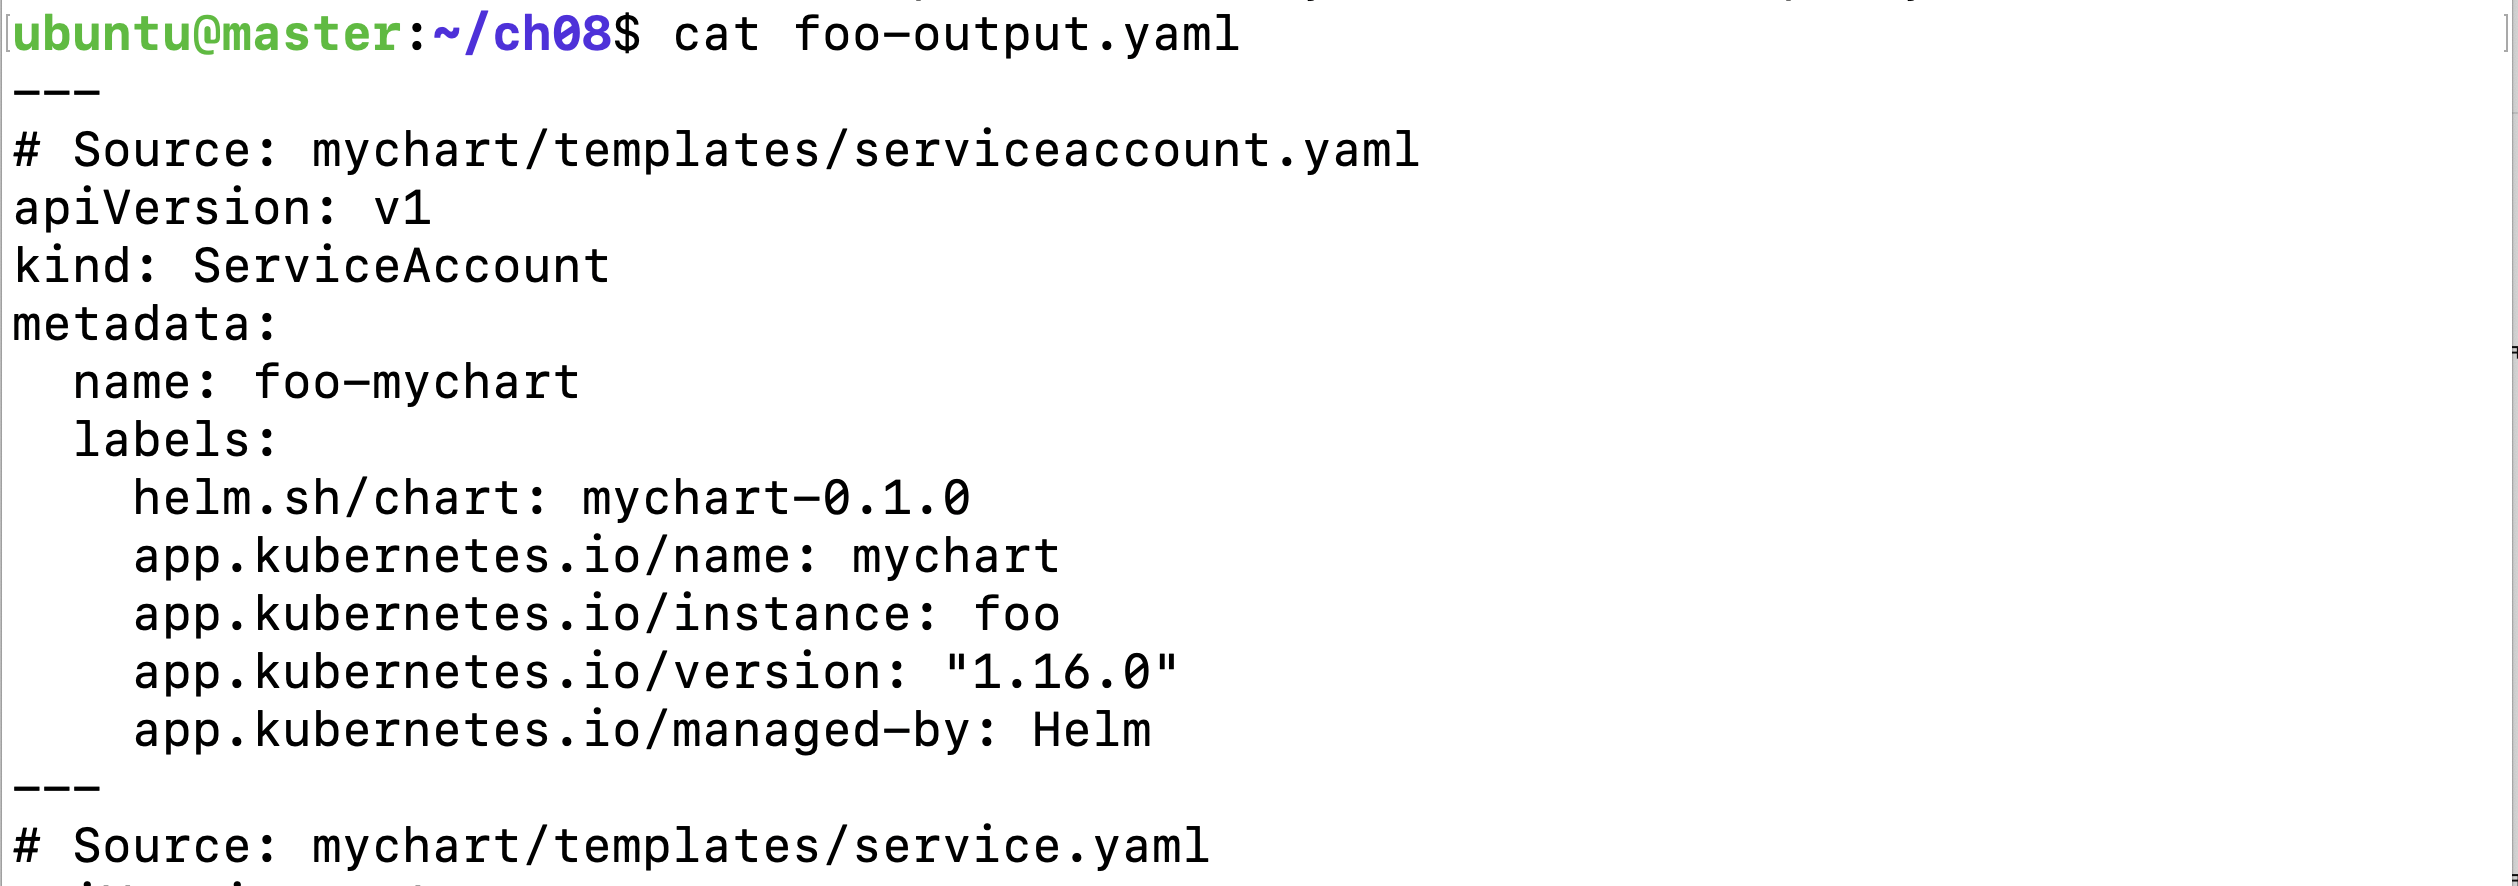 ubuntu@master:~/ch08$ cat foo-output.yaml
---
# Source: mychart/templates/serviceaccount.yaml
apiVersion: v1
kind: ServiceAccount
metadata:
  name: foo-mychart
  labels:
    helm.sh/chart: mychart-0.1.0
    app.kubernetes.io/name: mychart
    app.kubernetes.io/instance: foo
    app.kubernetes.io/version: "1.16.0"
    app.kubernetes.io/managed-by: Helm
---
# Source: mychart/templates/service.yaml